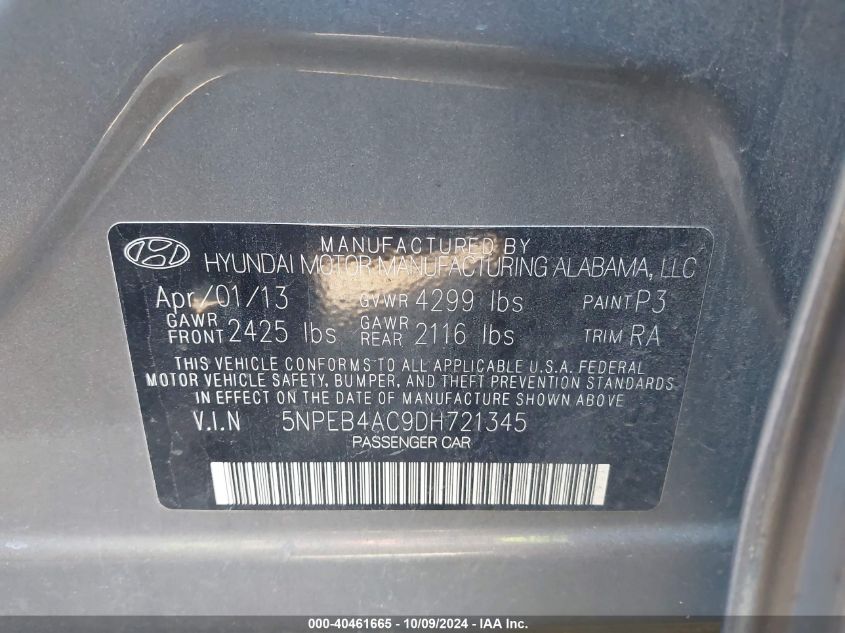 MANUFACTURED BY
HYUNDAI MOTOR MANUFACTURING ALABAMA, LLC
Apr/01/13 GVWR 4299 lbs PAINT P3
GAWR FRONT 2425 lbs GAWR REAR 2116 lbs TRIM RA
THIS VEHICLE CONFORMS TO ALL APPLICABLE U.S.A. FEDERAL
MOTOR VEHICLE SAFETY, BUMPER, AND THEFT PREVENTION STANDARDS
IN EFFECT ON THE DATE OF MANUFACTURE SHOWN ABOVE
V.I.N 5NPEB4AC9DH721345
PASSENGER CAR
000-40461665 - 10/09/2024 - IAA Inc.